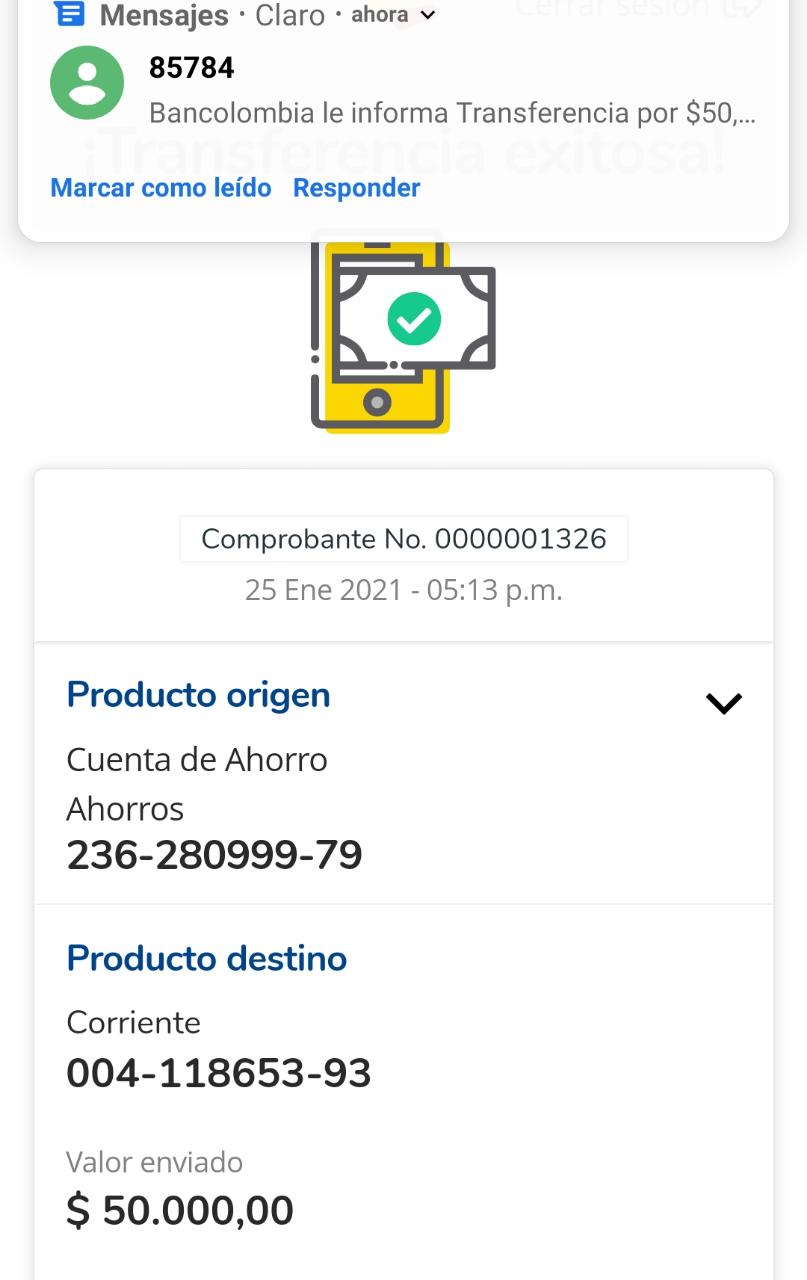 Mensajes · Claro · ahora
Cerrar sesión
85784
Bancolombia le informa Transferencia por $50,...
¡Transferencia exitosa!
Marcar como leído Responder
Comprobante No. 0000001326
25 Ene 2021 - 05:13 p.m.
Producto origen
Cuenta de Ahorro
Ahorros
236-280999-79
Producto destino
Corriente
004-118653-93
Valor enviado
$ 50.000,00